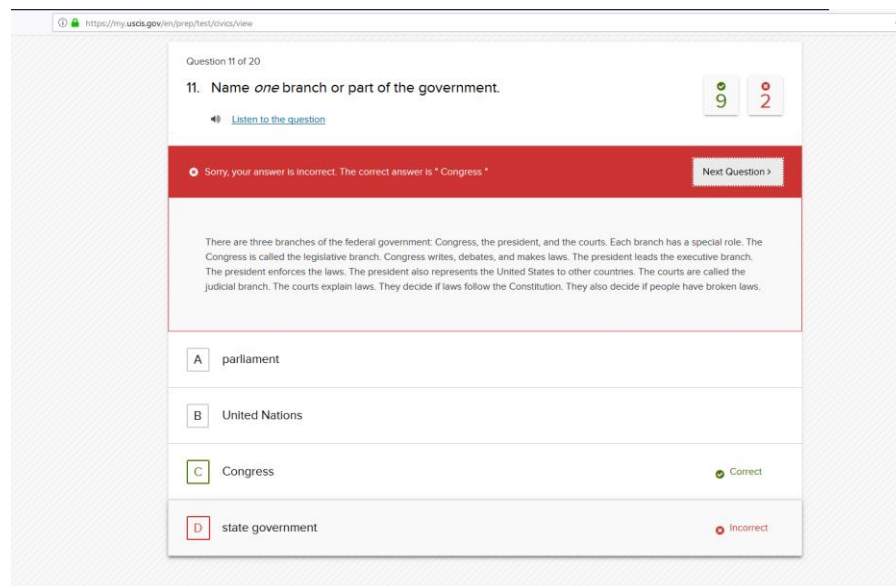 https://my.uscis.gov/en/prep/test/civics/view
Question 11 of 20
11. Name one branch or part of the government.
9 2
Listen to the question
Sorry, your answer is incorrect. The correct answer is " Congress "
Next Question >
There are three branches of the federal government: Congress, the president, and the courts. Each branch has a special role. The
Congress is called the legislative branch. Congress writes, debates, and makes laws. The president leads the executive branch.
The president enforces the laws. The president also represents the United States to other countries. The courts are called the
judicial branch. The courts explain laws. They decide if laws follow the Constitution. They also decide if people have broken laws.
A parliament
B United Nations
C Congress Correct
D state government Incorrect